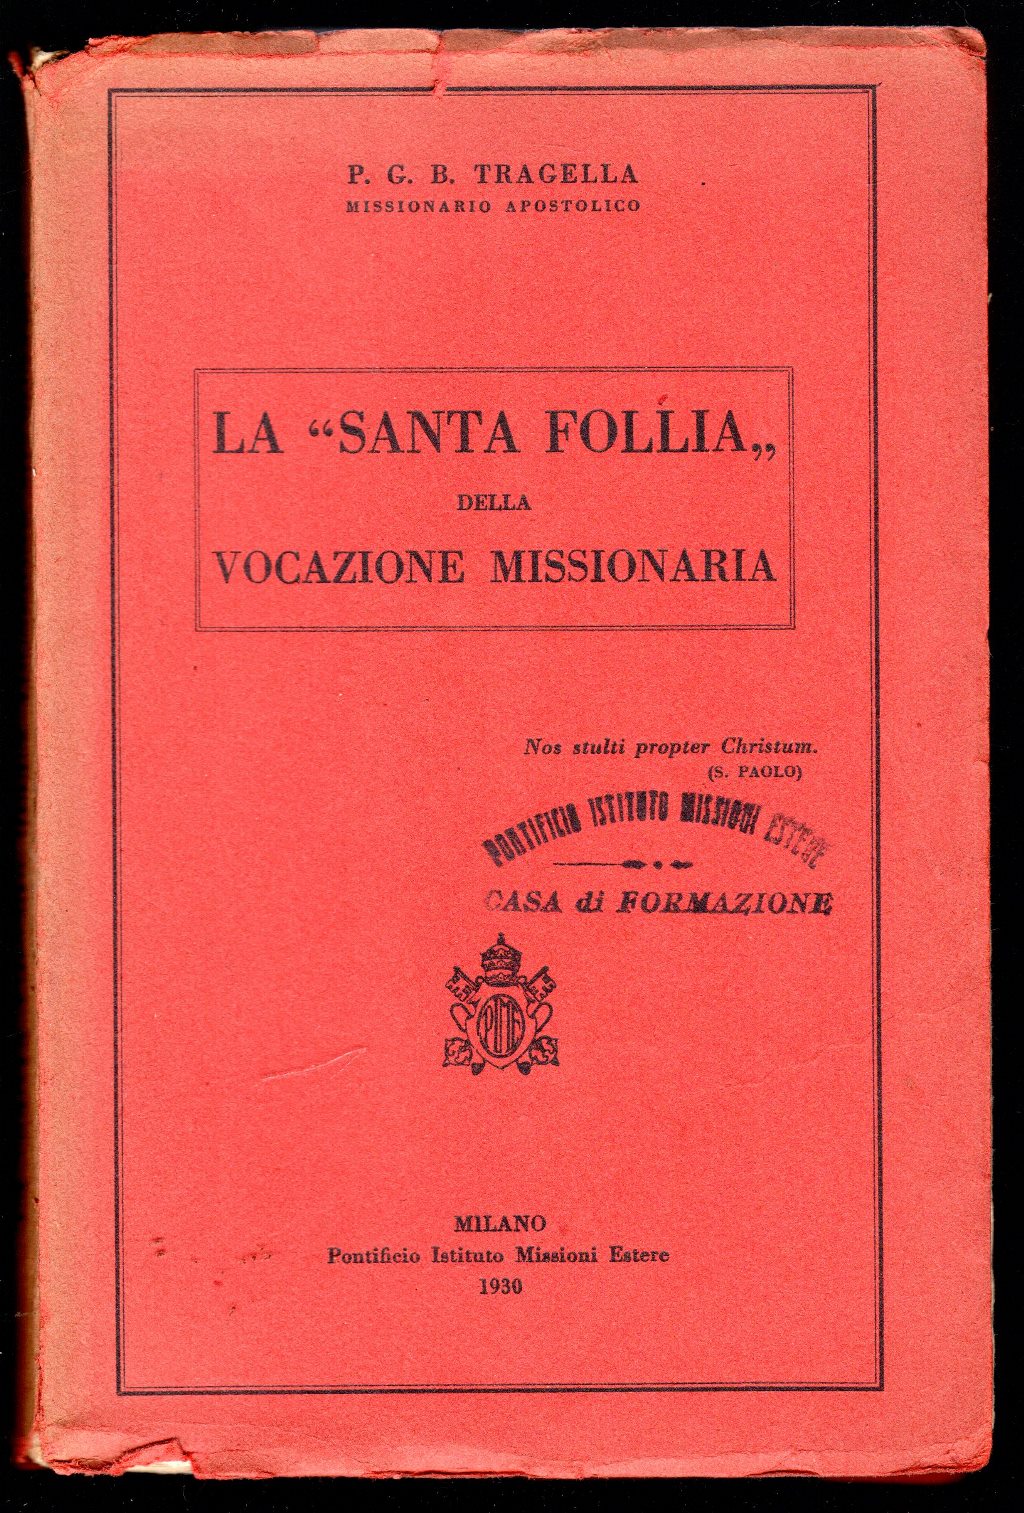 P. G. B. TRAGELLA
MISSIONARIO APOSTOLICO
LA “SANTA FOLLIA„
DELLA
VOCAZIONE MISSIONARIA
Nos stulti propter Christum.
(S. PAOLO)
PONTIFICIO ISTITUTO MISSIONI ESTERE
CASA di FORMAZIONE
PIME
MILANO
Pontificio Istituto Missioni Estere
1930